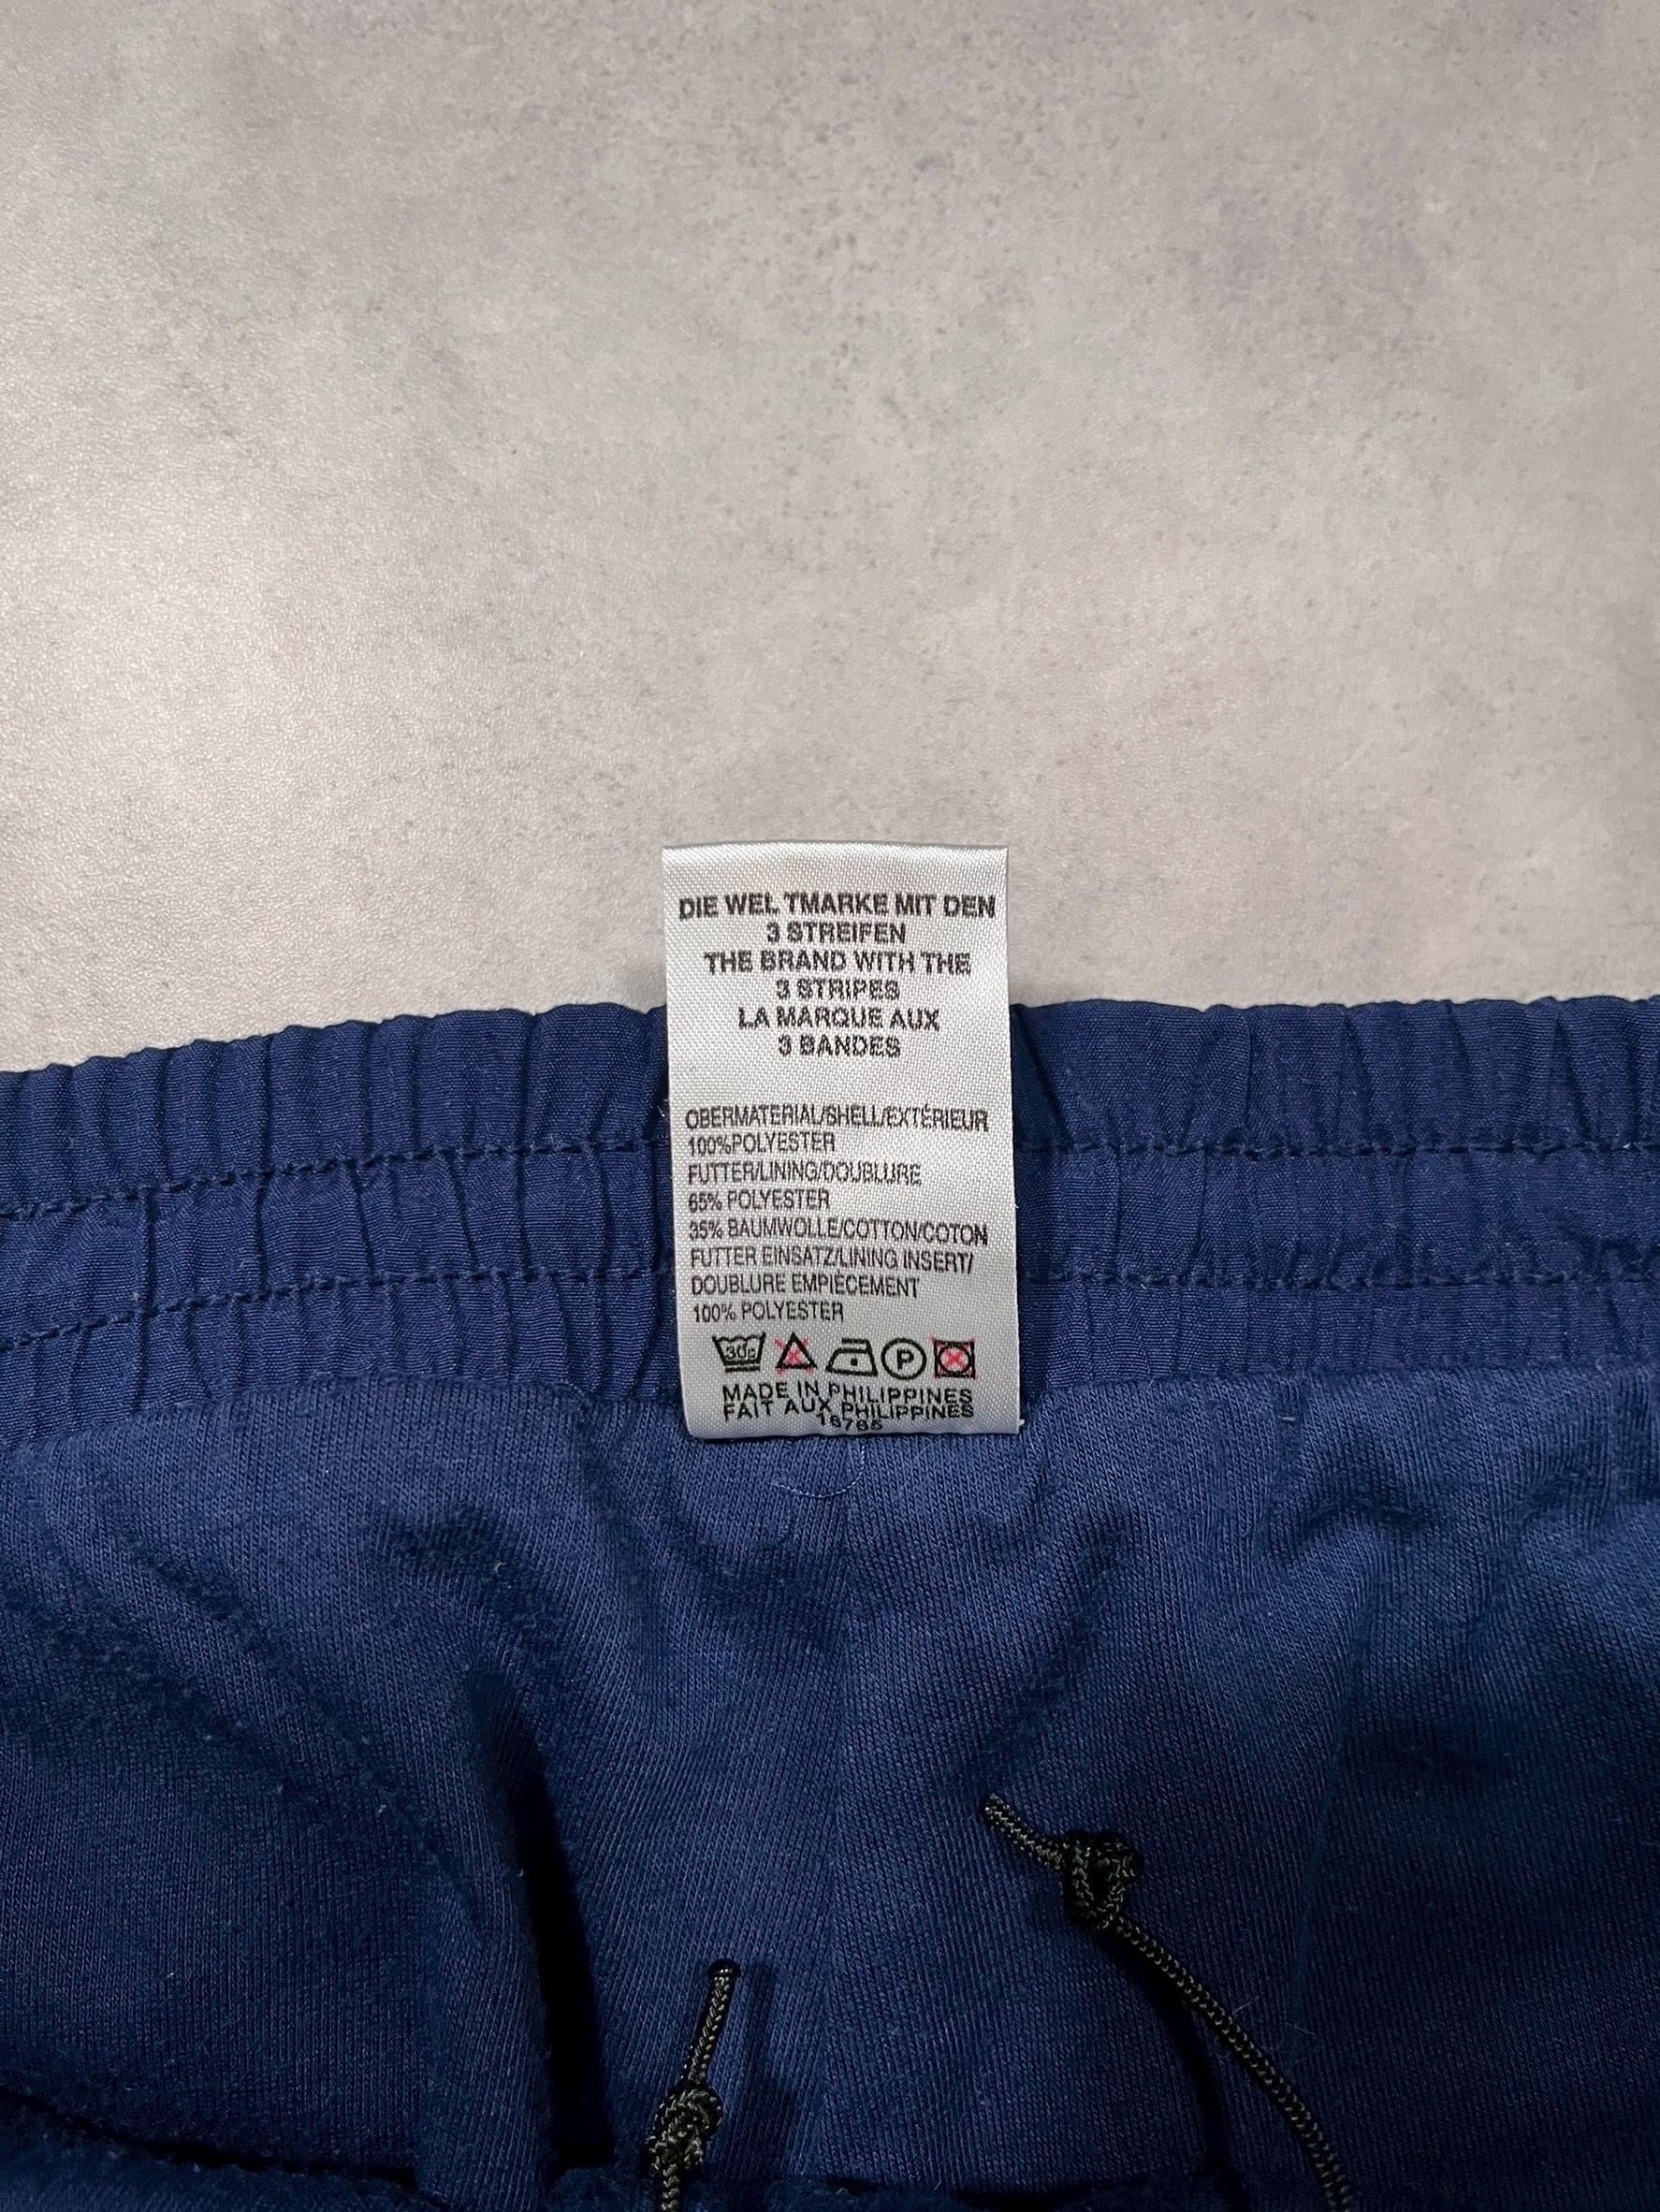 DIE WEL TMARKE MIT DEN
3 STREIFEN
THE BRAND WITH THE
3 STRIPES
LA MARQUE AUX
3 BANDES
OBERMATERIAL/SHELL/EXTÉRIEUR
100%POLYESTER
FUTTER/LINING/DOUBLURE
65% POLYESTER
35% BAUMWOLLE/COTTON/COTON
FUTTER EINSATZ/LINING INSERT/
DOUBLURE EMPIÈCEMENT
100% POLYESTER
30c P
MADE IN PHILIPPINES
FAIT AUX PHILIPPINES